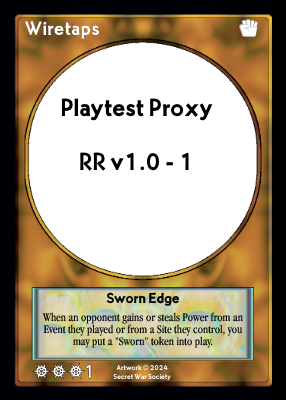 Wiretaps
Playtest Proxy
RR v1.0 - 1
Sworn Edge
When an opponent gains or steals Power from an
Event they played or from a Site they control, you
may put a "Sworn" token into play.
1
Artwork © 2024
Secret War Society